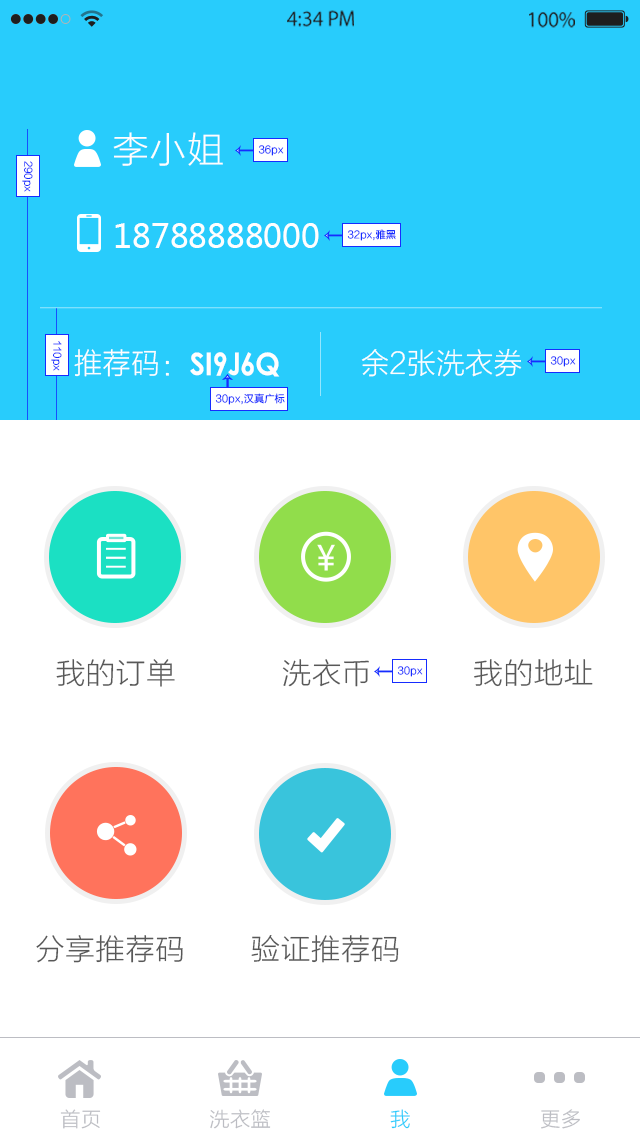 4:34 PM 100%
李小姐 36px
290px
18788888000 32px,雅黑
110px
推荐码：SI9J6Q 余2张洗衣券 30px
30px,汉真广标
我的订单 洗衣币 30px 我的地址
分享推荐码 验证推荐码
首页 洗衣篮 我 更多